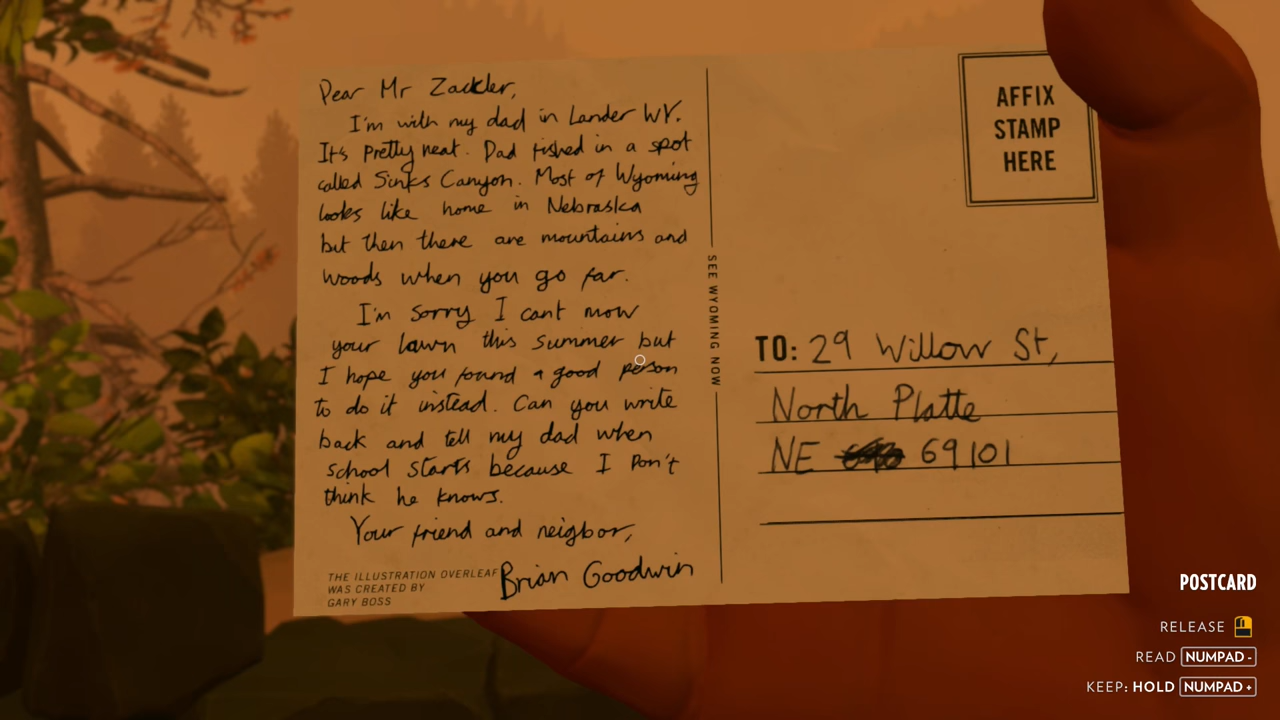 Dear Mr Zackler,
I'm with my dad in Lander WY.
It's Pretty neat. Dad fished in a spot
called Sinks Canyon. Most of Wyoming
looks like home in Nebraska
but then there are mountains and
woods when you go far.
I'm sorry I cant mow
your lawn this summer but
I hope you found a good person
to do it instead. Can you write
back and tell my dad when
school starts because I Don't
think he knows.
Your friend and neigbor,
Brian Goodwin
THE ILLUSTRATION OVERLEAF
WAS CREATED BY
GARY BOSS
SEE WYOMING NOW
AFFIX
STAMP
HERE
TO: 29 Willow St,
North Platte
NE 69101
POSTCARD
RELEASE
READ NUMPAD -
KEEP: HOLD NUMPAD +